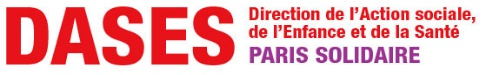 DASES
Direction de l'Action sociale,
de l'Enfance et de la Santé
PARIS SOLIDAIRE